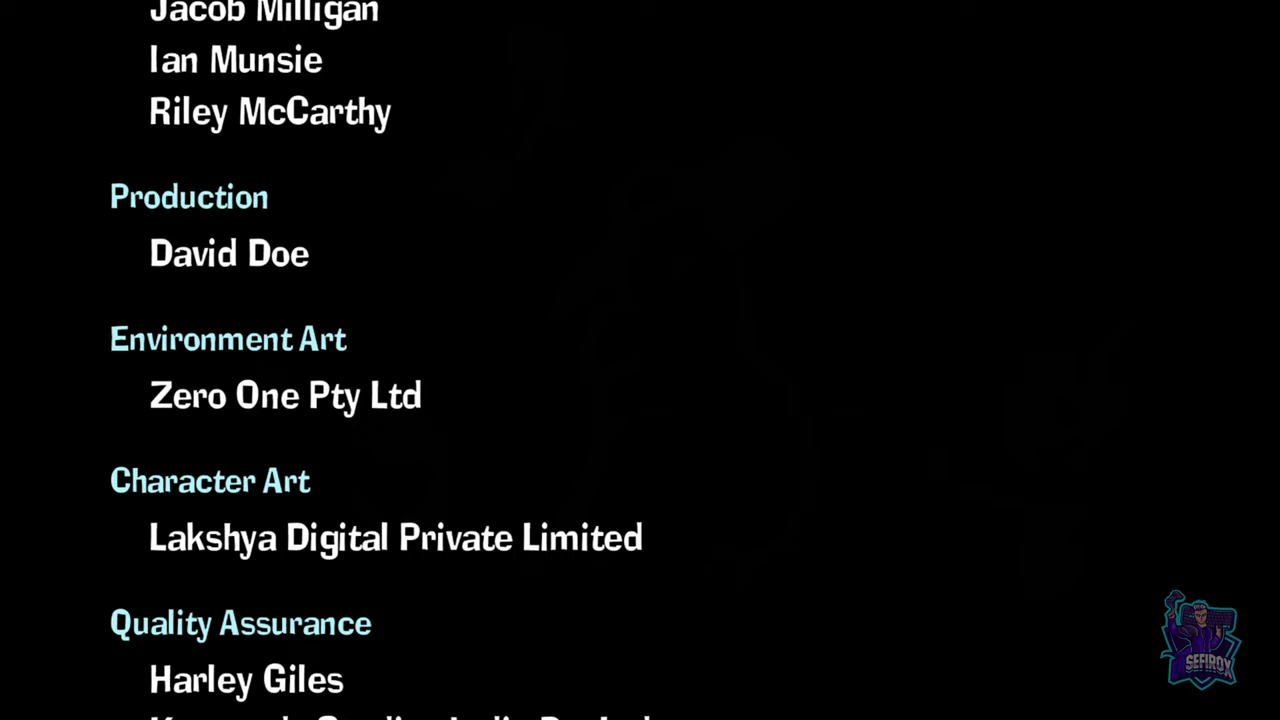 Jacob Milligan
Ian Munsie
Riley McCarthy
Production
David Doe
Environment Art
Zero One Pty Ltd
Character Art
Lakshya Digital Private Limited
Quality Assurance
Harley Giles
SEFIROX